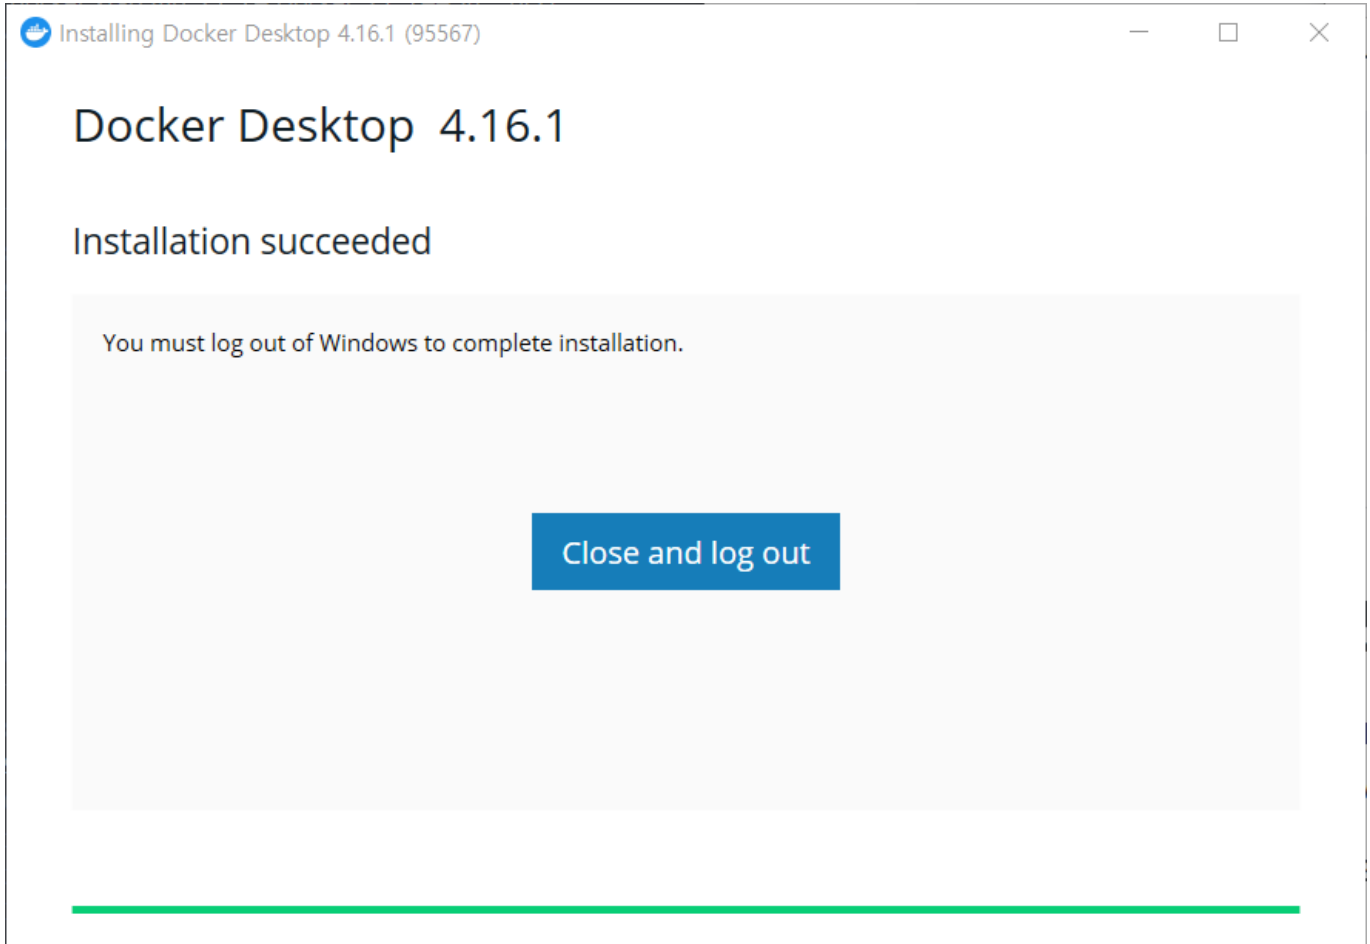 Installing Docker Desktop 4.16.1 (95567)
Docker Desktop 4.16.1
Installation succeeded
You must log out of Windows to complete installation.
Close and log out